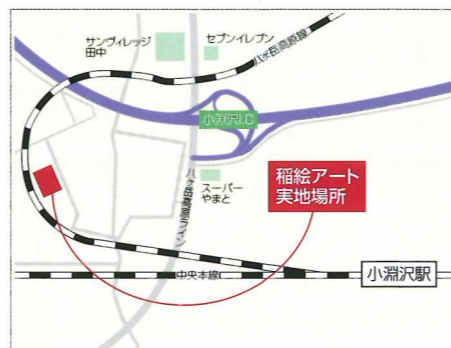 サンヴィレッジ
田中
セブンイレブン
八ヶ岳高原線
小淵沢I.C
スーパー
やまと
八ヶ岳高原ライン
稲絵アート
実地場所
中央本線
小淵沢駅